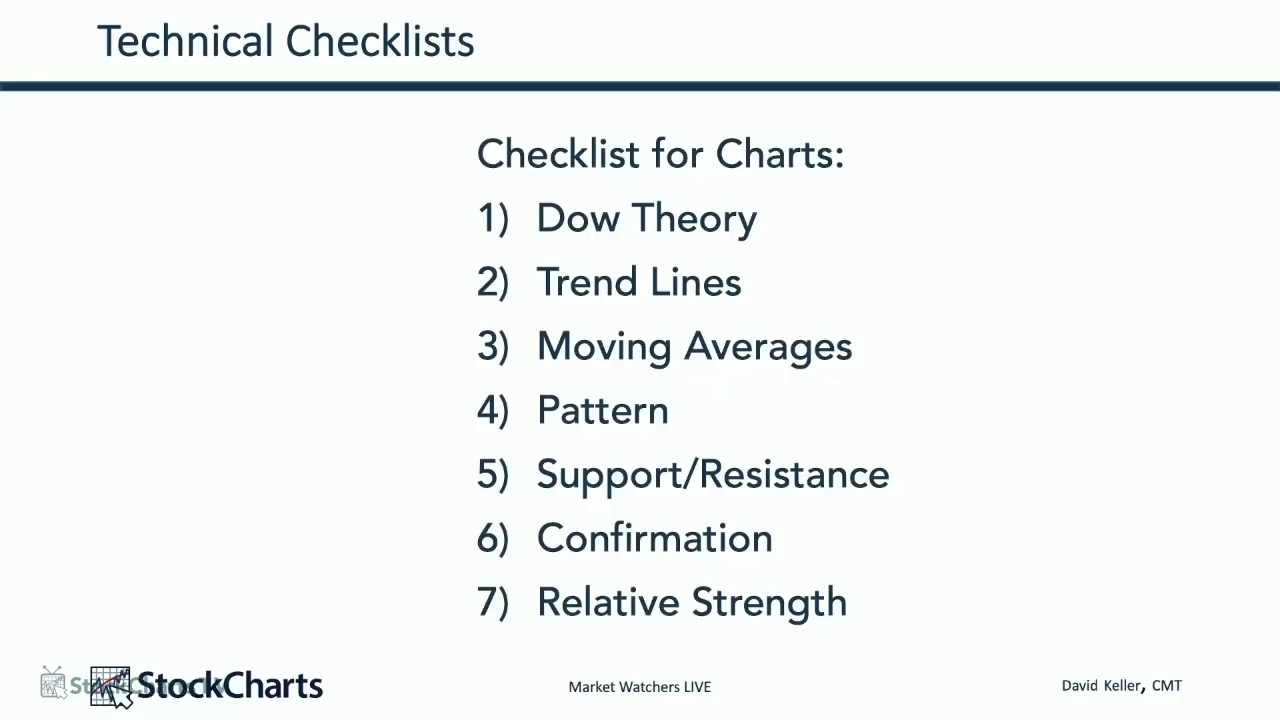 Technical Checklists
Checklist for Charts:
1) Dow Theory
2) Trend Lines
3) Moving Averages
4) Pattern
5) Support/Resistance
6) Confirmation
7) Relative Strength
StockCharts
Market Watchers LIVE
David Keller, CMT